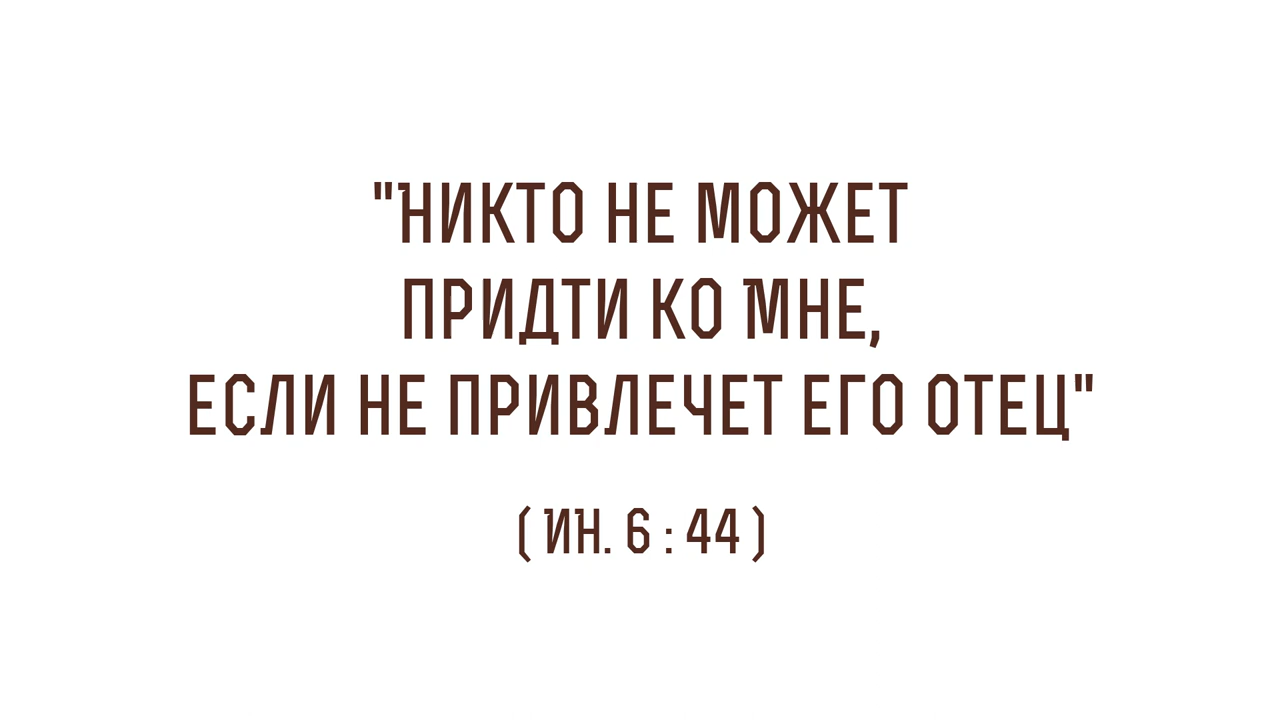 "НИКТО НЕ МОЖЕТ
ПРИДТИ КО МНЕ,
ЕСЛИ НЕ ПРИВЛЕЧЕТ ЕГО ОТЕЦ"
( ИН. 6 : 44 )